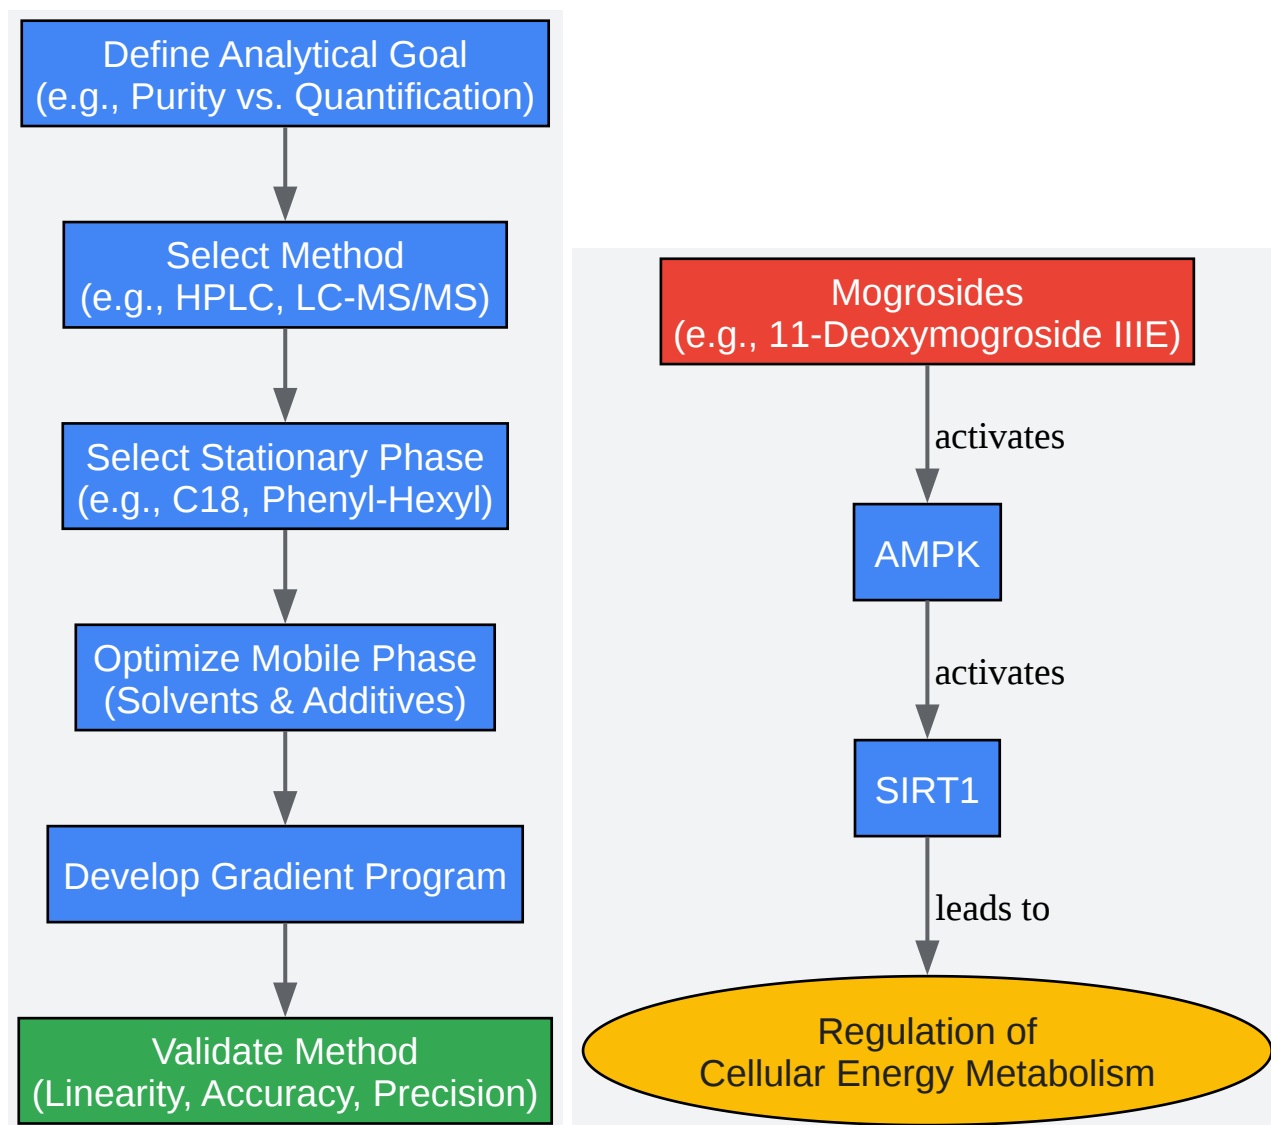 Define Analytical Goal
(e.g., Purity vs. Quantification)
Select Method
(e.g., HPLC, LC-MS/MS)
Select Stationary Phase
(e.g., C18, Phenyl-Hexyl)
Optimize Mobile Phase
(Solvents & Additives)
Develop Gradient Program
Validate Method
(Linearity, Accuracy, Precision)
Mogrosides
(e.g., 11-Deoxymogroside IIIE)
activates
AMPK
activates
SIRT1
leads to
Regulation of
Cellular Energy Metabolism